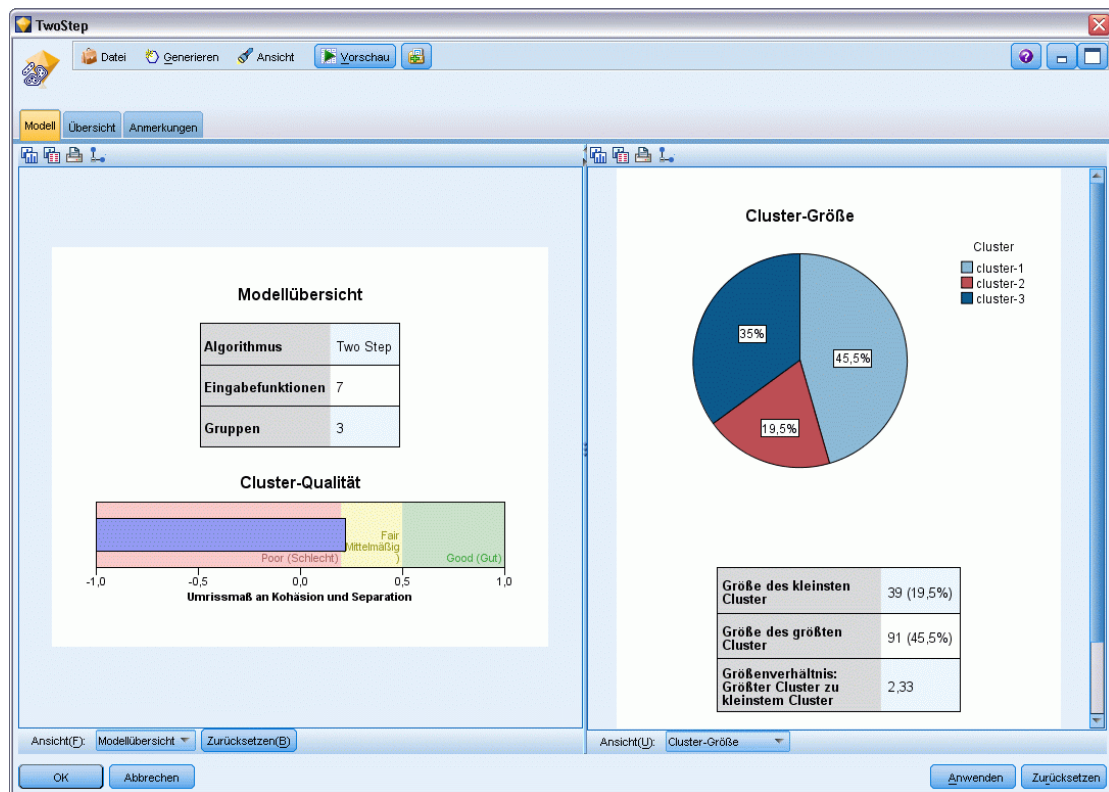 TwoStep
Datei Generieren Ansicht Vorschau
Modell Übersicht Anmerkungen
Modellübersicht
Algorithmus Two Step
Eingabefunktionen 7
Gruppen 3
Cluster-Qualität
Fair
(Mittelmäßig
)
Poor (Schlecht)
Good (Gut)
-1,0 -0,5 0,0 0,5 1,0
Umrissmaß an Kohäsion und Separation
Ansicht(F): Modellübersicht Zurücksetzen(B)
Cluster-Größe
Cluster
cluster-1
cluster-2
cluster-3
35%
45,5%
19,5%
Größe des kleinsten
Cluster
39 (19,5%)
Größe des größten
Cluster
91 (45,5%)
Größenverhältnis:
Größter Cluster zu
kleinstem Cluster
2,33
Ansicht(U): Cluster-Größe
OK Abbrechen Anwenden Zurücksetzen